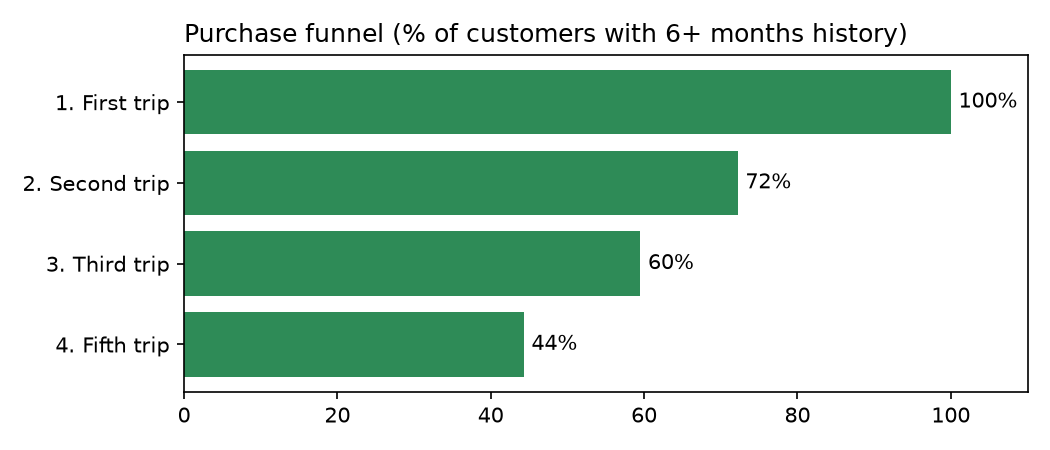 Purchase funnel (% of customers with 6+ months history)
1. First trip
100%
2. Second trip
72%
3. Third trip
60%
4. Fifth trip
44%
0 20 40 60 80 100